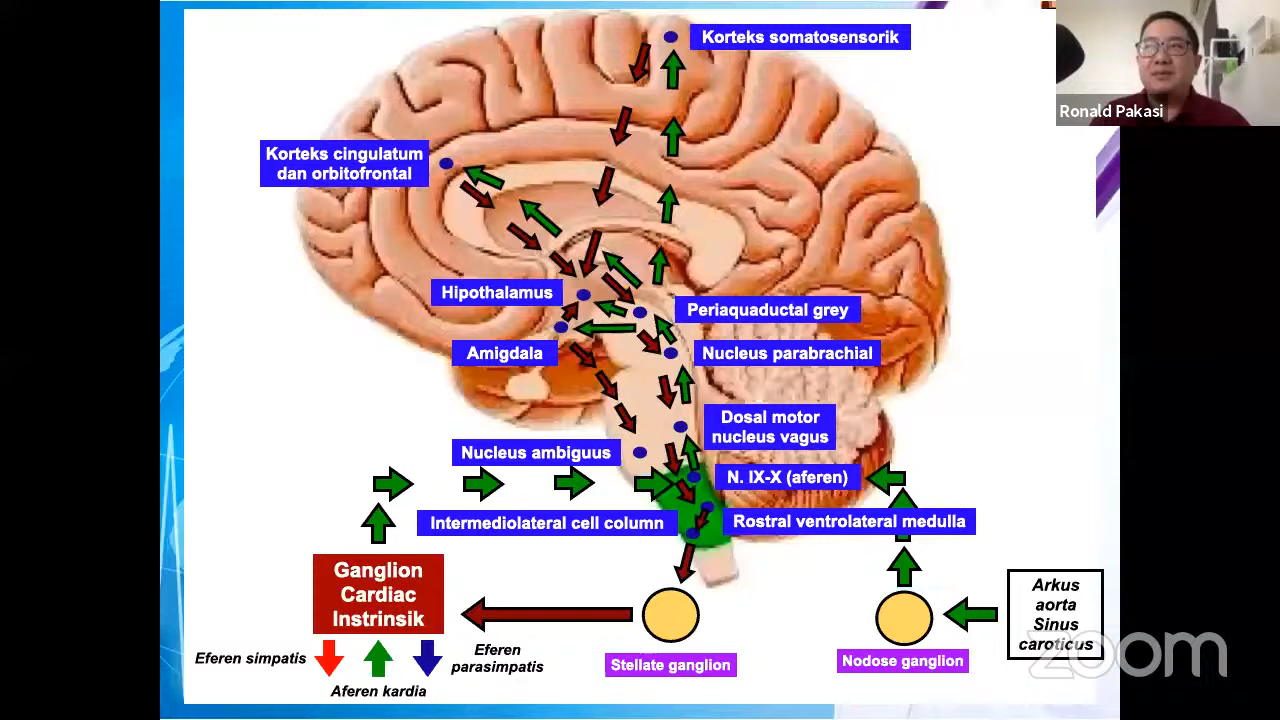 Korteks somatosensorik
Ronald Pakasi
Korteks cingulatum
dan orbitofrontal
Hipothalamus
Periaquaductal grey
Amigdala
Nucleus parabrachial
Dosal motor
nucleus vagus
Nucleus ambiguus
N. IX-X (aferen)
Intermediolateral cell column
Rostral ventrolateral medulla
Ganglion
Cardiac
Instrinsik
Arkus
aorta
Sinus
caroticus
Eferen simpatis
Eferen
parasimpatis
Aferen kardia
Stellate ganglion
Nodose ganglion
zoom